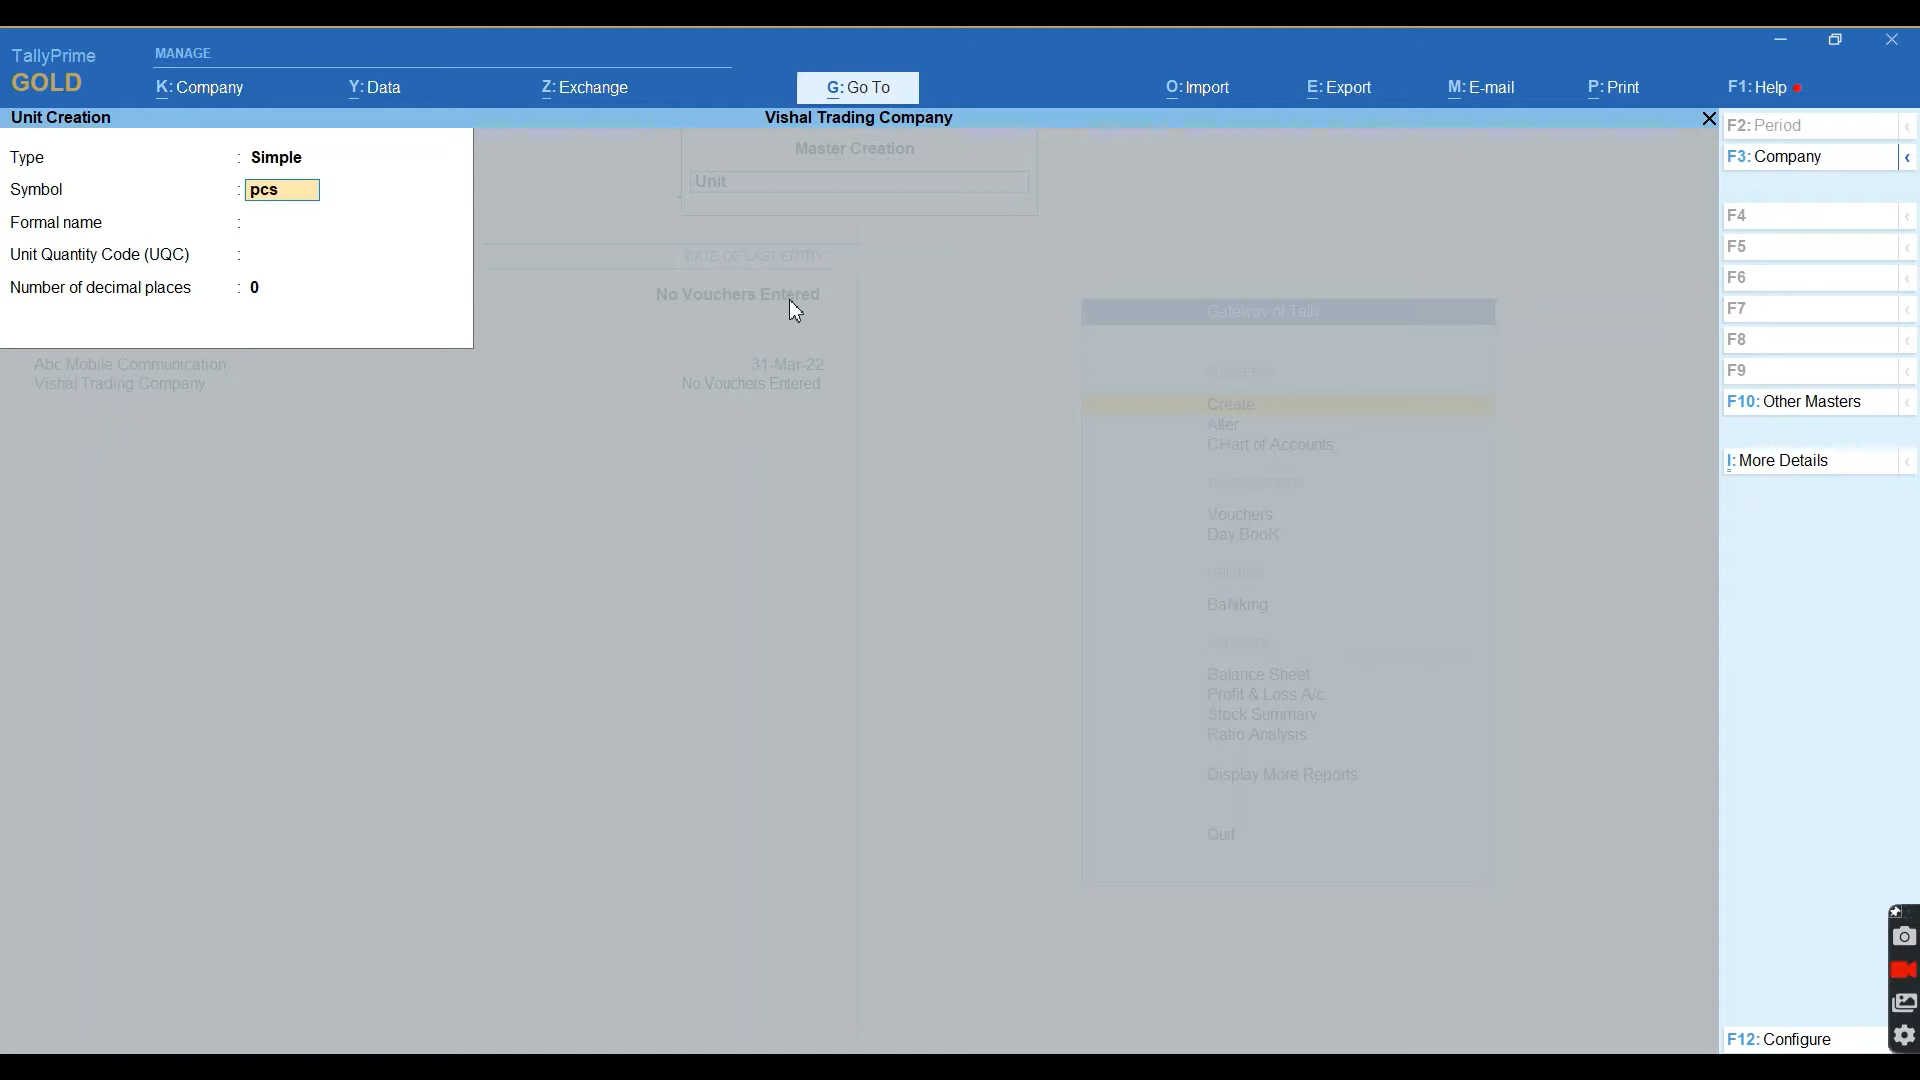 TallyPrime
GOLD
MANAGE
K: Company
Y: Data
Z: Exchange
G: Go To
O: Import
E: Export
M: E-mail
P: Print
F1: Help
Unit Creation
Vishal Trading Company
Type : Simple
Symbol : pcs
Formal name :
Unit Quantity Code (UQC) :
Number of decimal places : 0
Master Creation
Unit
DATE OF LAST ENTRY
No Vouchers Entered
Abc Mobile Communication 31-Mar-22
Vishal Trading Company No Vouchers Entered
Gateway of Tally
Create
Alter
CHart of Accounts
Vouchers
Day BooK
BaNking
Balance Sheet
Profit & Loss A/c
Stock Summary
Ratio Analysis
Display More Reports
Quit
F2: Period
F3: Company
F4
F5
F6
F7
F8
F9
F10: Other Masters
I: More Details
F12: Configure